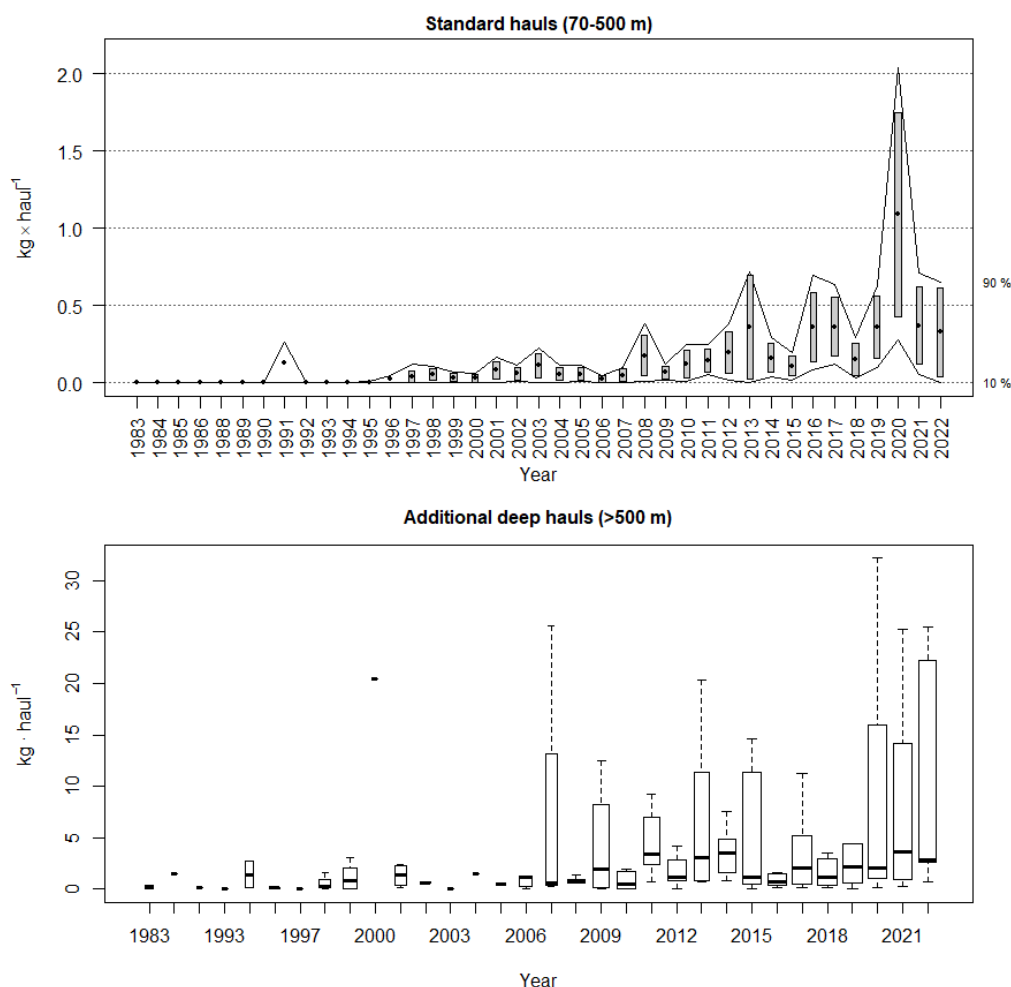 Standard hauls (70-500 m)
kg × haul⁻¹
2.0
1.5
1.0
0.5
0.0
90 %
10 %
1983 1984 1985 1986 1988 1989 1990 1991 1992 1993 1994 1995 1996 1997 1998 1999 2000 2001 2002 2003 2004 2005 2006 2007 2008 2009 2010 2011 2012 2013 2014 2015 2016 2017 2018 2019 2020 2021 2022
Year
Additional deep hauls (>500 m)
kg · haul⁻¹
30
25
20
15
10
5
0
1983 1993 1997 2000 2003 2006 2009 2012 2015 2018 2021
Year